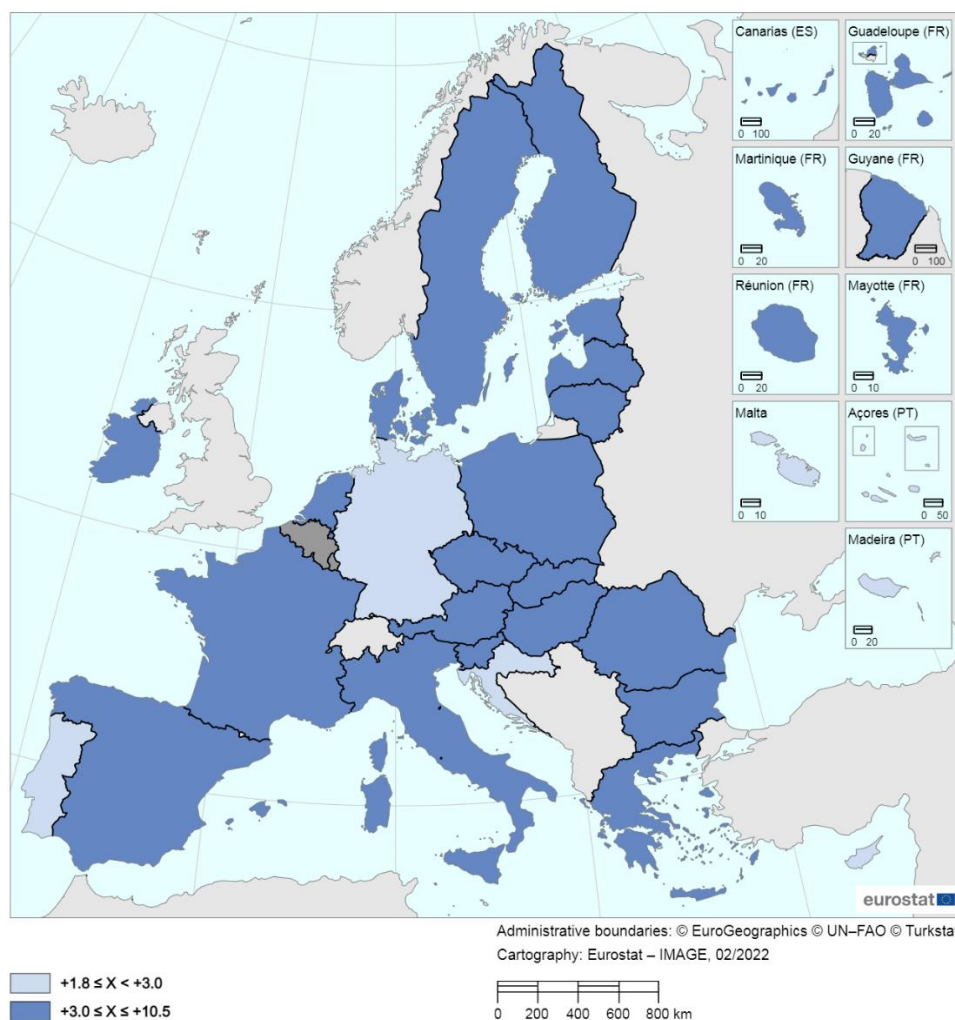 Canarias (ES)
0 100
Guadeloupe (FR)
0 20
Martinique (FR)
0 20
Guyane (FR)
0 100
Réunion (FR)
0 20
Mayotte (FR)
0 10
Malta
0 10
Açores (PT)
0 50
Madeira (PT)
0 20
eurostat
Administrative boundaries: © EuroGeographics © UN–FAO © Turksta
Cartography: Eurostat – IMAGE, 02/2022
+1.8 ≤ X < +3.0
+3.0 ≤ X ≤ +10.5
0 200 400 600 800 km